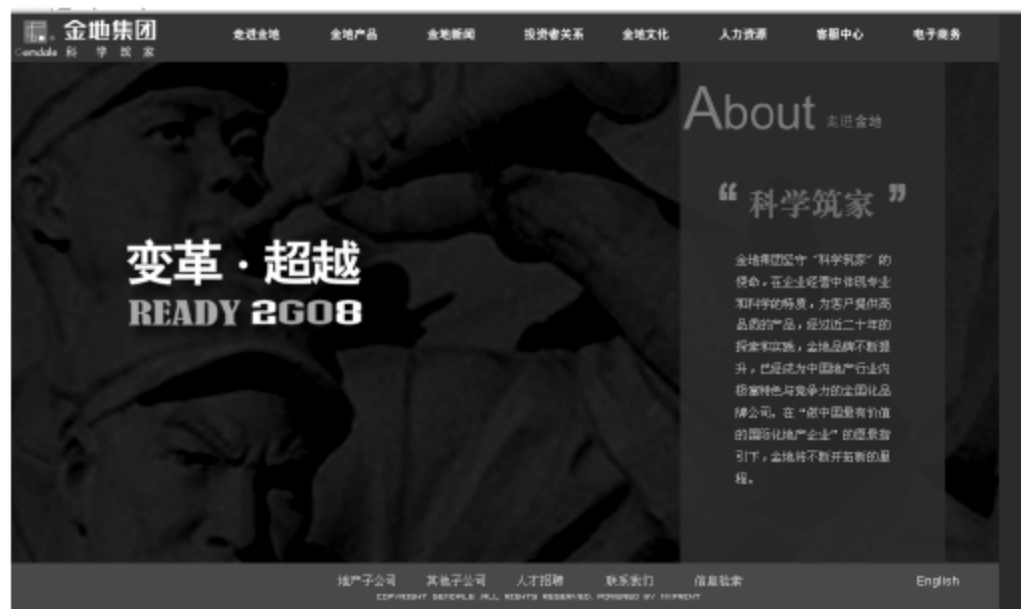 金地集团
Gemdale 科 学 筑 家
走进金地 金地产品 金地新闻 投资者关系 金地文化 人力资源 客服中心 电子商务
About 走进金地
“科学筑家”
变革·超越
READY 2G08
金地集团坚守“科学筑家”的
使命，在企业经营中体现专业
和科学的特质，为客户提供高
品质的产品，经过近二十年的
探索和实践，金地品牌不断提
升，已经成为中国地产行业内
极富特色与竞争力的全国化品
牌公司。在“做中国最有价值
的国际化地产企业”的愿景指
引下，金地将不断开拓新的里
程。
地产子公司 其他子公司 人才招聘 联系我们 信息检索 English
COPYRIGHT GEMDALE .ALL RIGHTS RESERVED. POWERED BY